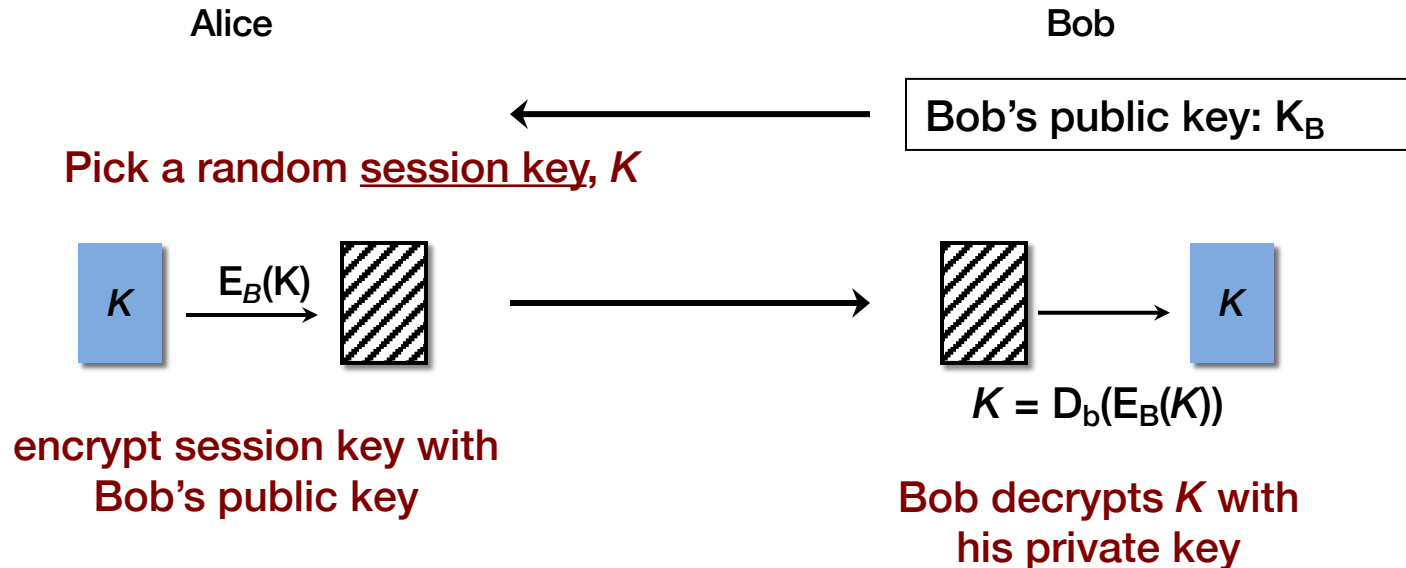 Alice
Bob
Bob's public key: K_B
Pick a random session key, K
K
E_B(K)
K
K = D_b(E_B(K))
encrypt session key with
Bob's public key
Bob decrypts K with
his private key